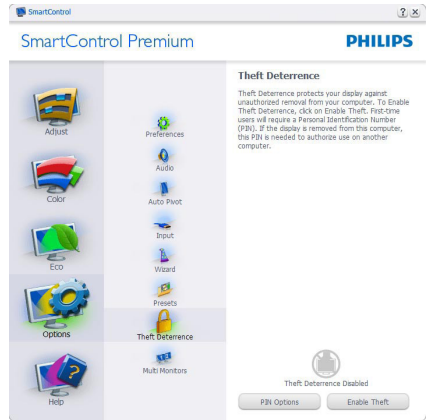 SmartControl
? ×
SmartControl Premium
PHILIPS
Adjust
Color
Eco
Options
Help
Preferences
Audio
Auto Pivot
Input
Wizard
Presets
Theft Deterrence
Multi Monitors
Theft Deterrence
Theft Deterrence protects your display against
unauthorized removal from your computer. To Enable
Theft Deterrence, click on Enable Theft. First-time
users will require a Personal Identification Number
(PIN). If the display is removed from this computer,
this PIN is needed to authorize use on another
computer.
Theft Deterrence Disabled
PIN Options
Enable Theft